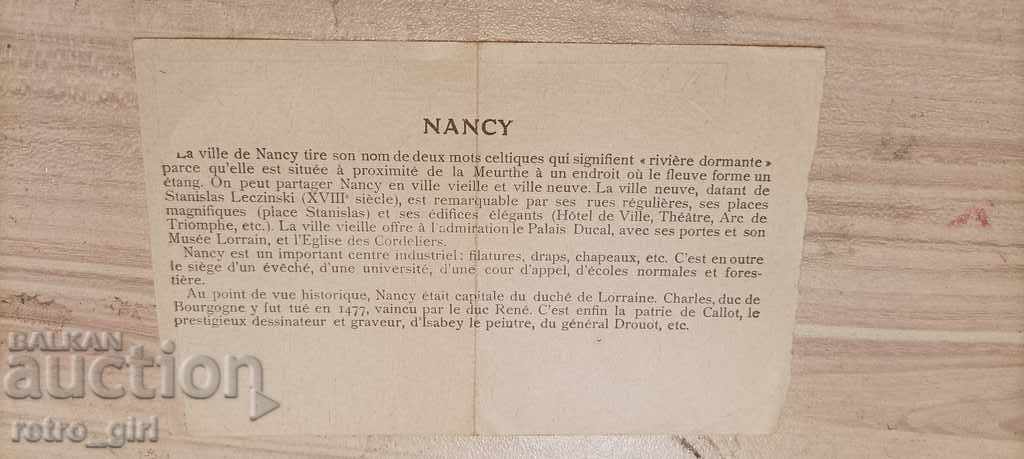 NANCY
La ville de Nancy tire son nom de deux mots celtiques qui signifient « rivière dormante »
parce qu'elle est située à proximité de la Meurthe à un endroit où le fleuve forme un
étang. On peut partager Nancy en ville vieille et ville neuve. La ville neuve, datant de
Stanislas Leczinski (XVIIIe siècle), est remarquable par ses rues régulières, ses places
magnifiques (place Stanislas) et ses édifices élégants (Hôtel de Ville, Théâtre, Arc de
Triomphe, etc.). La ville vieille offre à l'admiration le Palais Ducal, avec ses portes et son
Musée Lorrain, et l'Eglise des Cordeliers.
Nancy est un important centre industriel : filatures, draps, chapeaux, etc. C'est en outre
le siège d'un évêché, d'une université, d'une cour d'appel, d'écoles normales et fores-
tière.
Au point de vue historique, Nancy était capitale du duché de Lorraine. Charles, duc de
Bourgogne y fut tué en 1477, vaincu par le duc René. C'est enfin la patrie de Callot, le
prestigieux dessinateur et graveur, d'Isabey le peintre, du général Drouot, etc.
BALKAN
auction
retro_girl